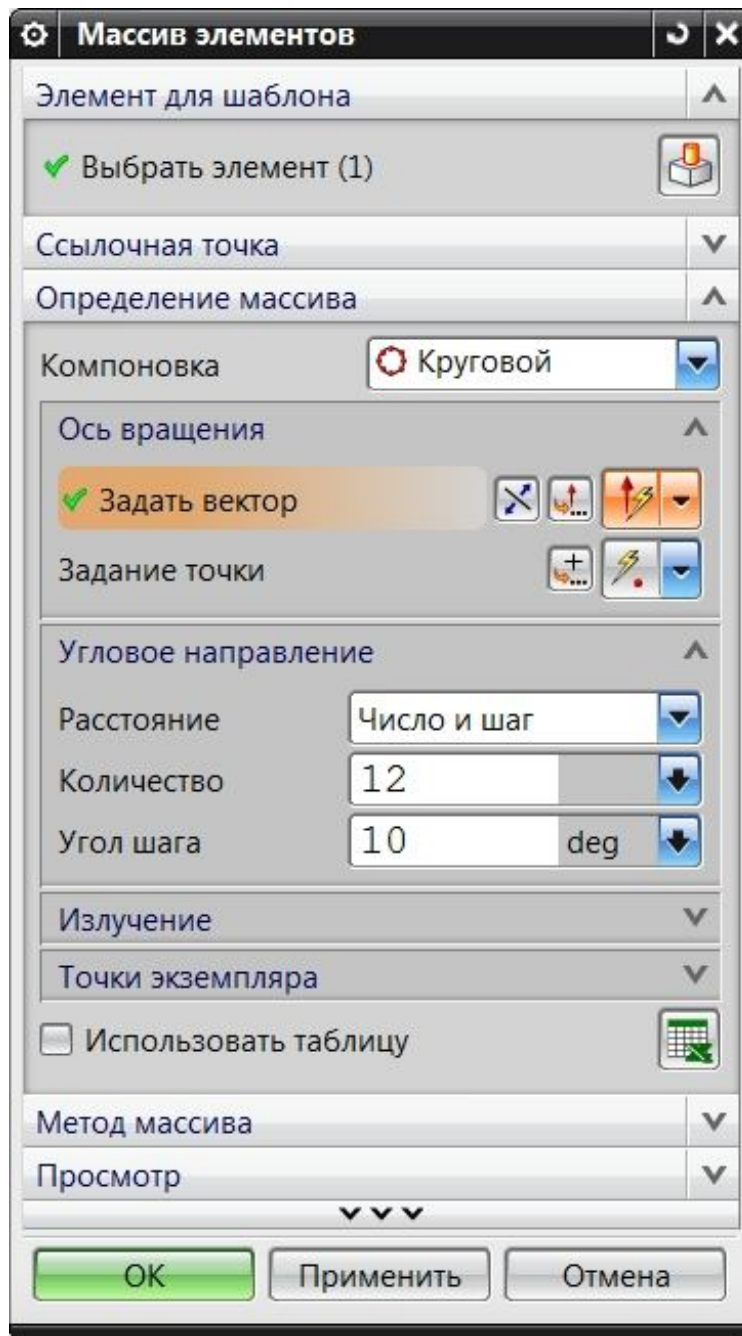 Массив элементов
Элемент для шаблона
Выбрать элемент (1)
Ссылочная точка
Определение массива
Компоновка Круговой
Ось вращения
Задать вектор
Задание точки
Угловое направление
Расстояние Число и шаг
Количество 12
Угол шага 10 deg
Излучение
Точки экземпляра
Использовать таблицу
Метод массива
Просмотр
ОК Применить Отмена